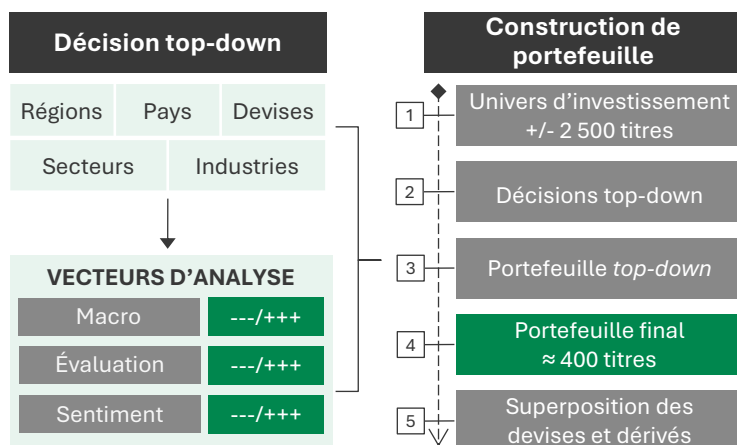 Décision top-down
Régions
Pays
Devises
Secteurs
Industries
VECTEURS D'ANALYSE
Macro
---/+++
Évaluation
---/+++
Sentiment
---/+++
Construction de
portefeuille
1
Univers d'investissement
+/- 2 500 titres
2
Décisions top-down
3
Portefeuille top-down
4
Portefeuille final
≈ 400 titres
5
Superposition des
devises et dérivés